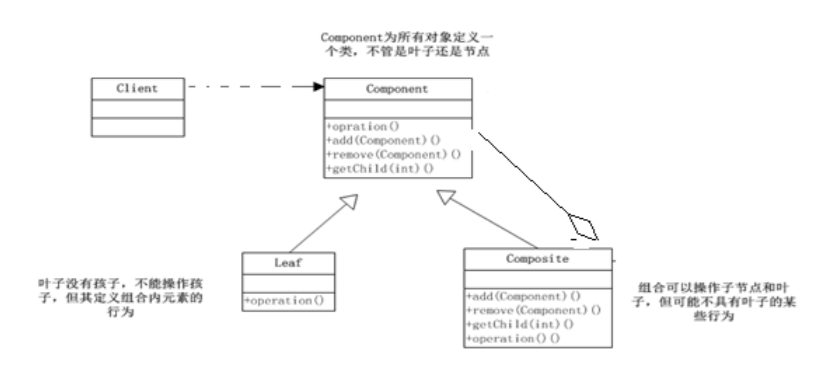 Component为所有对象定义一
个类，不管是叶子还是节点
Client
Component
+opration()
+add(Component)()
+remove(Component)()
+getChild(int)()
Leaf
+operation()
叶子没有孩子，不能操作孩
子，但其定义组合内元素的
行为
Composite
+add(Component)()
+remove(Component)()
+getChild(int)()
+operation()()
组合可以操作子节点和叶
子，但可能不具有叶子的某
些行为